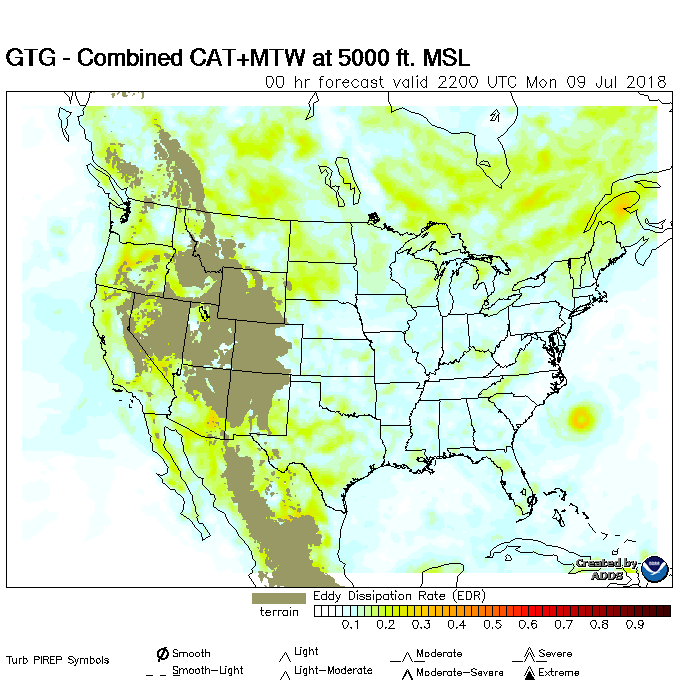 GTG - Combined CAT+MTW at 5000 ft. MSL
00 hr forecast valid 2200 UTC Mon 09 Jul 2018
Created by
ADDS
Eddy Dissipation Rate (EDR)
terrain
0.1 0.2 0.3 0.4 0.5 0.6 0.7 0.8 0.9
Turb PIREP Symbols
Smooth Light Moderate Severe
Smooth-Light Light-Moderate Moderate-Severe Extreme